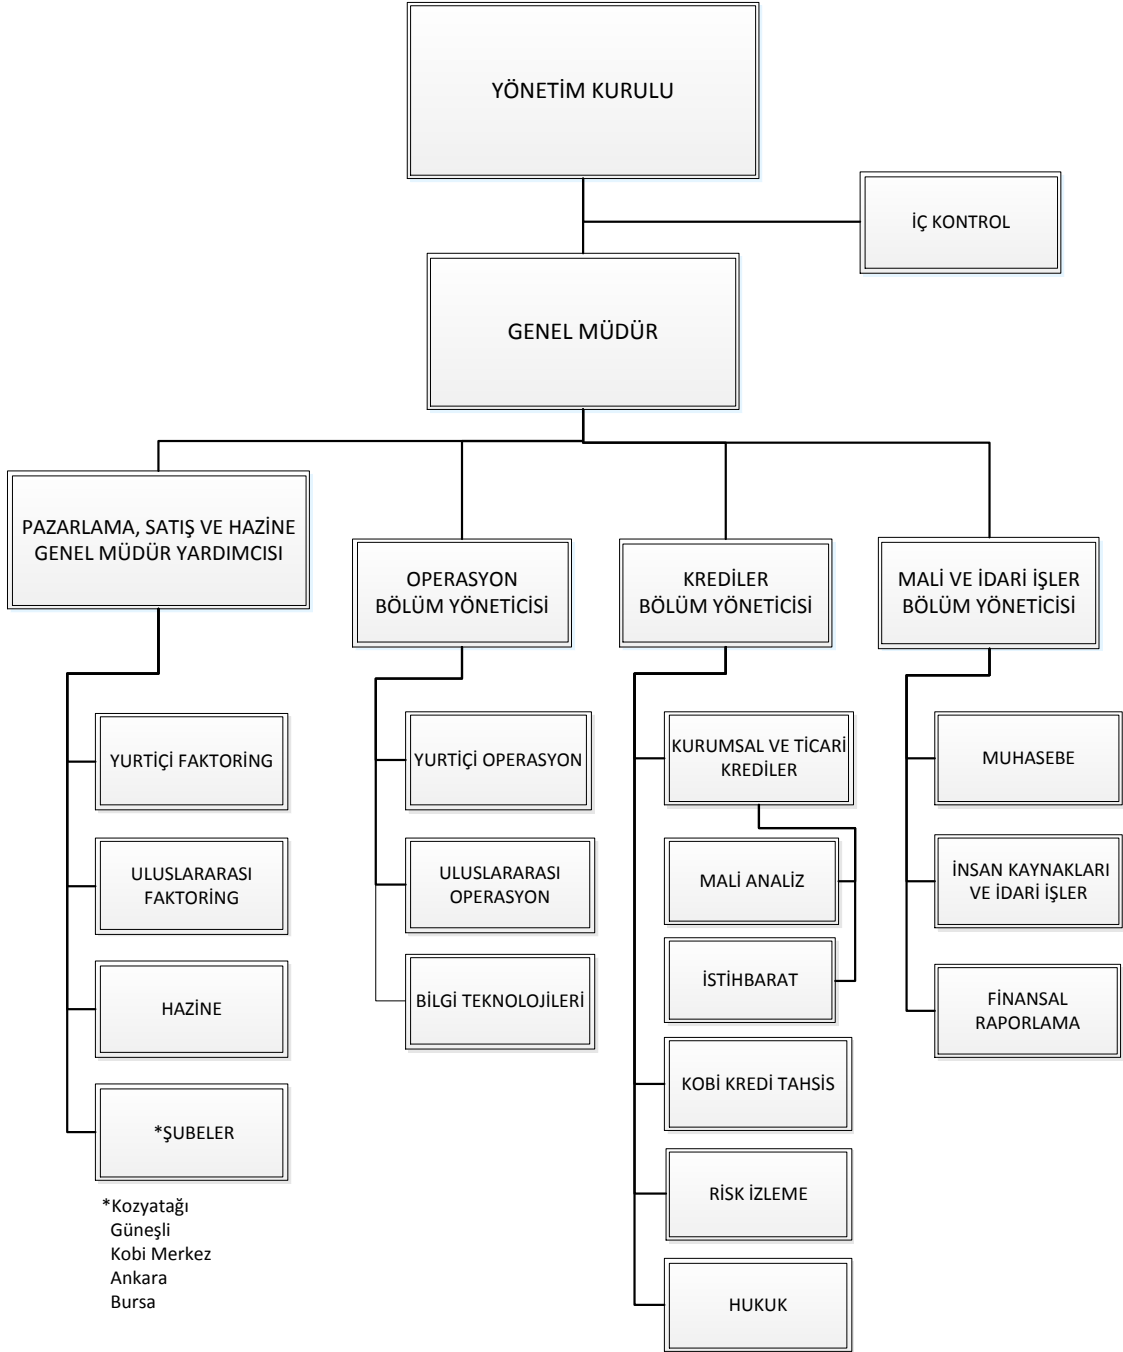 YÖNETİM KURULU
İÇ KONTROL
GENEL MÜDÜR
PAZARLAMA, SATIŞ VE HAZİNE
GENEL MÜDÜR YARDIMCISI
OPERASYON
BÖLÜM YÖNETİCİSİ
KREDİLER
BÖLÜM YÖNETİCİSİ
MALİ VE İDARİ İŞLER
BÖLÜM YÖNETİCİSİ
YURTİÇİ FAKTORİNG
ULUSLARARASI
FAKTORİNG
HAZİNE
*ŞUBELER
*Kozyatağı
Güneşli
Kobi Merkez
Ankara
Bursa
YURTİÇİ OPERASYON
ULUSLARARASI
OPERASYON
BİLGİ TEKNOLOJİLERİ
KURUMSAL VE TİCARİ
KREDİLER
MALİ ANALİZ
İSTİHBARAT
KOBİ KREDİ TAHSİS
RİSK İZLEME
HUKUK
MUHASEBE
İNSAN KAYNAKLARI
VE İDARİ İŞLER
FİNANSAL
RAPORLAMA